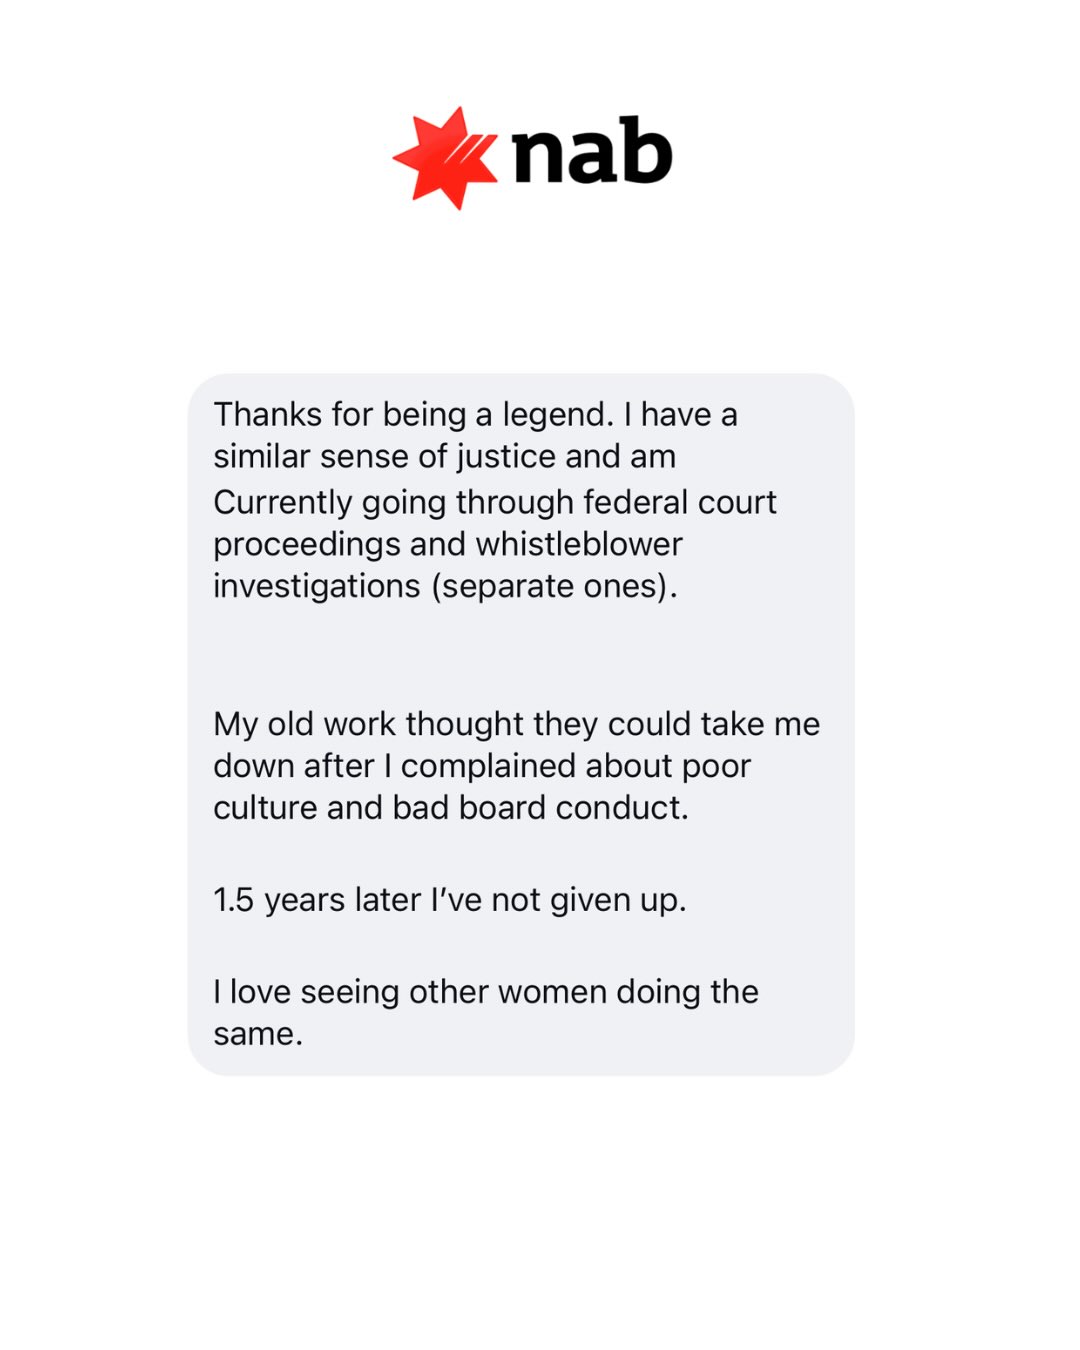 nab
Thanks for being a legend. I have a
similar sense of justice and am
Currently going through federal court
proceedings and whistleblower
investigations (separate ones).
My old work thought they could take me
down after I complained about poor
culture and bad board conduct.
1.5 years later I’ve not given up.
I love seeing other women doing the
same.